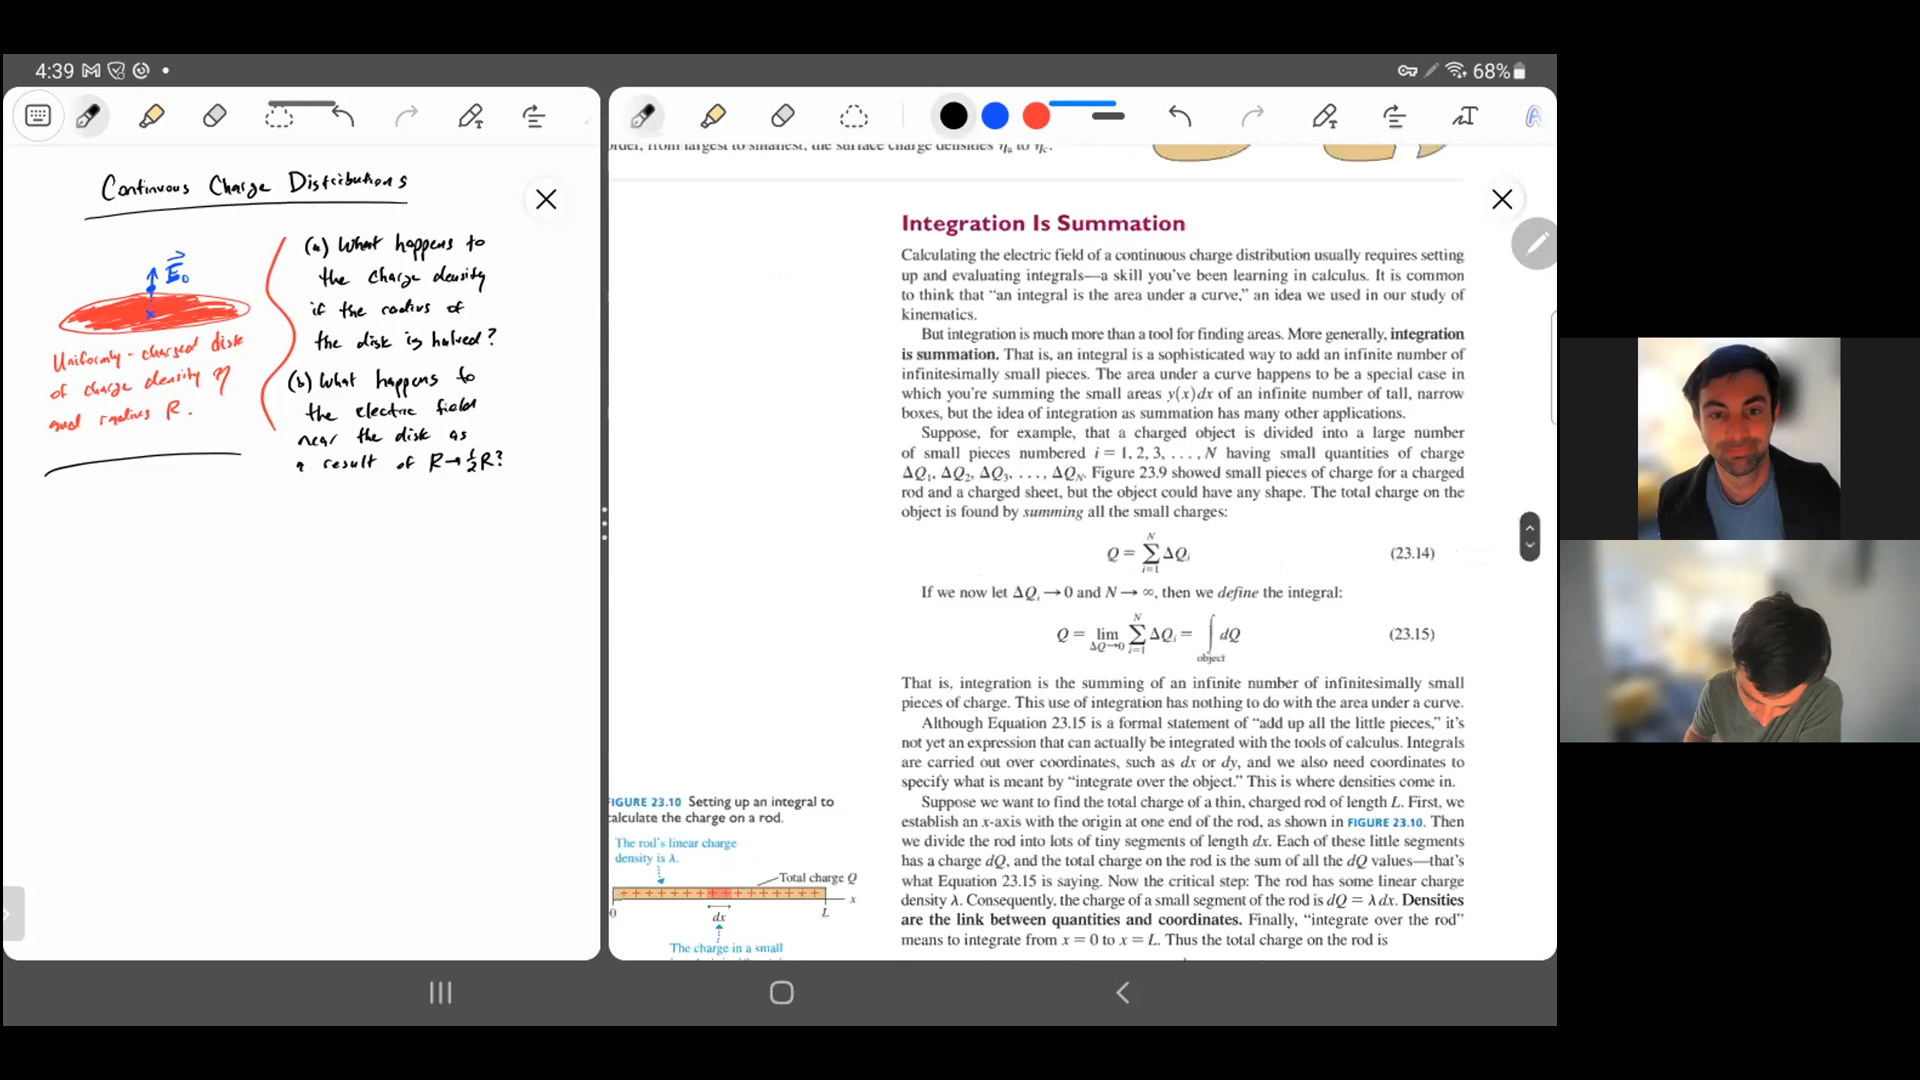 4:39
68%
Continuous Charge Distributions
E₀
Uniformly-charged disk
of charge density η
and radius R.
(a) What happens to
the charge density
if the radius of
the disk is halved?
(b) What happens to
the electric field
near the disk as
a result of R→½R?
order, from largest to smallest, the surface charge densities ηa to ηc.
Integration Is Summation
Calculating the electric field of a continuous charge distribution usually requires setting
up and evaluating integrals—a skill you've been learning in calculus. It is common
to think that “an integral is the area under a curve,” an idea we used in our study of
kinematics.
But integration is much more than a tool for finding areas. More generally, integration
is summation. That is, an integral is a sophisticated way to add an infinite number of
infinitesimally small pieces. The area under a curve happens to be a special case in
which you're summing the small areas y(x)dx of an infinite number of tall, narrow
boxes, but the idea of integration as summation has many other applications.
Suppose, for example, that a charged object is divided into a large number
of small pieces numbered i = 1, 2, 3, . . . , N having small quantities of charge
ΔQ₁, ΔQ₂, ΔQ₃, . . . , ΔQN. Figure 23.9 showed small pieces of charge for a charged
rod and a charged sheet, but the object could have any shape. The total charge on the
object is found by summing all the small charges:
Q = ∑ᵢ₌₁ᴺ ΔQᵢ (23.14)
If we now let ΔQᵢ → 0 and N → ∞, then we define the integral:
Q = lim ΔQ→0 ∑ᵢ₌₁ᴺ ΔQᵢ = ∫object dQ (23.15)
That is, integration is the summing of an infinite number of infinitesimally small
pieces of charge. This use of integration has nothing to do with the area under a curve.
Although Equation 23.15 is a formal statement of “add up all the little pieces,” it's
not yet an expression that can actually be integrated with the tools of calculus. Integrals
are carried out over coordinates, such as dx or dy, and we also need coordinates to
specify what is meant by “integrate over the object.” This is where densities come in.
Suppose we want to find the total charge of a thin, charged rod of length L. First, we
establish an x-axis with the origin at one end of the rod, as shown in FIGURE 23.10. Then
we divide the rod into lots of tiny segments of length dx. Each of these little segments
has a charge dQ, and the total charge on the rod is the sum of all the dQ values—that's
what Equation 23.15 is saying. Now the critical step: The rod has some linear charge
density λ. Consequently, the charge of a small segment of the rod is dQ = λ dx. Densities
are the link between quantities and coordinates. Finally, “integrate over the rod”
means to integrate from x = 0 to x = L. Thus the total charge on the rod is
FIGURE 23.10 Setting up an integral to
calculate the charge on a rod.
The rod's linear charge
density is λ.
Total charge Q
0 dx L x
The charge in a small